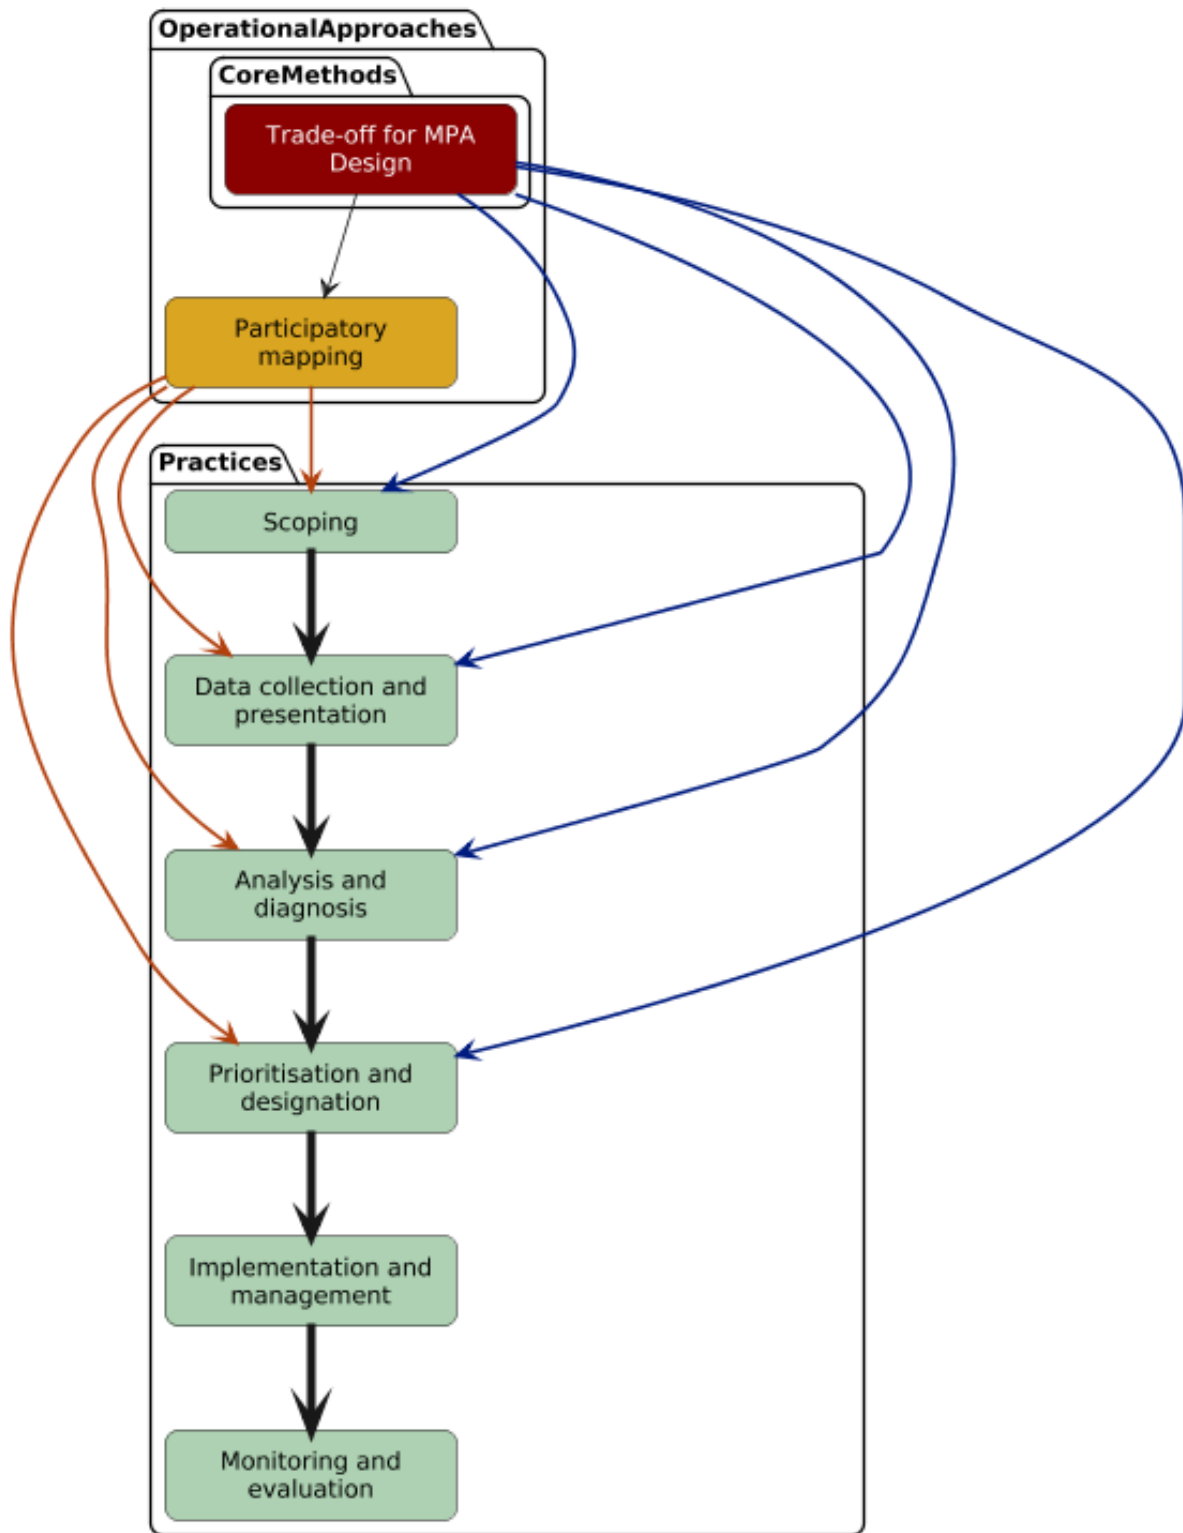 OperationalApproaches
CoreMethods
Trade-off for MPA
Design
Participatory
mapping
Practices
Scoping
Data collection and
presentation
Analysis and
diagnosis
Prioritisation and
designation
Implementation and
management
Monitoring and
evaluation